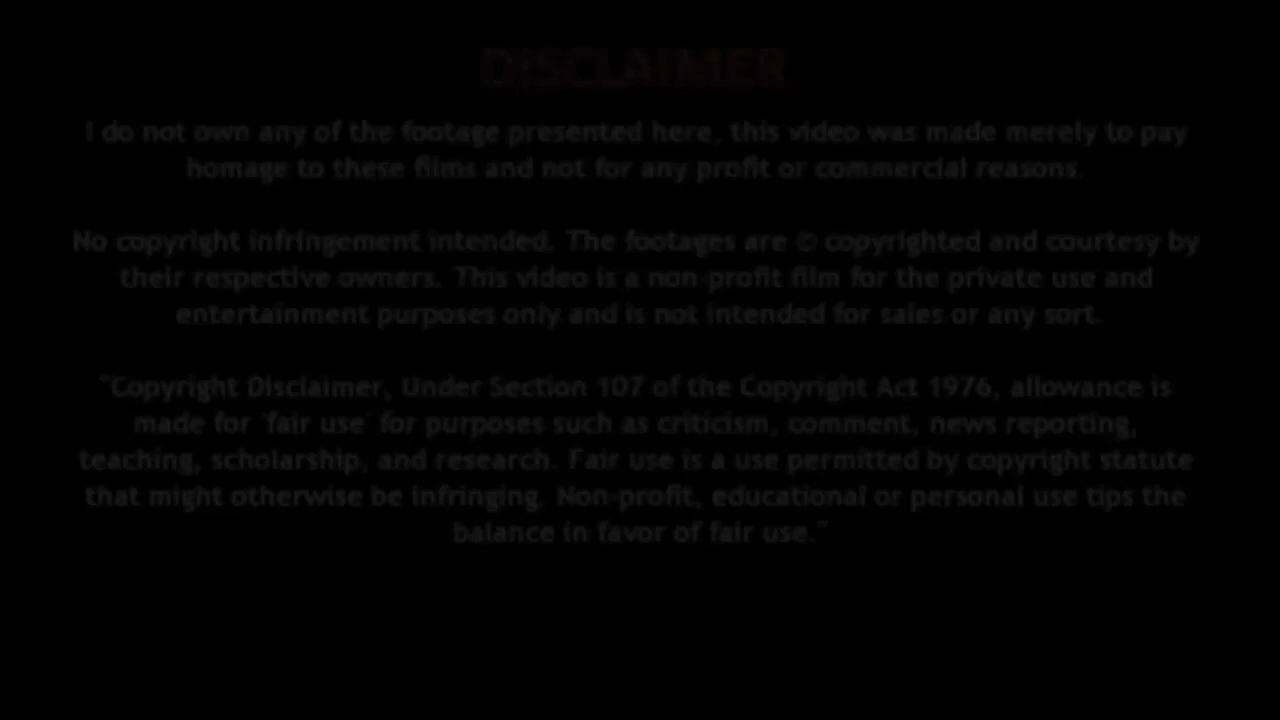 DISCLAIMER
I do not own any of the footage presented here, this video was made merely to pay
homage to these films and not for any profit or commercial reasons.
No copyright infringement intended. The footages are © copyrighted and courtesy by
their respective owners. This video is a non-profit film for the private use and
entertainment purposes only and is not intended for sales or any sort.
"Copyright Disclaimer, Under Section 107 of the Copyright Act 1976, allowance is
made for 'fair use' for purposes such as criticism, comment, news reporting,
teaching, scholarship, and research. Fair use is a use permitted by copyright statute
that might otherwise be infringing. Non-profit, educational or personal use tips the
balance in favor of fair use."